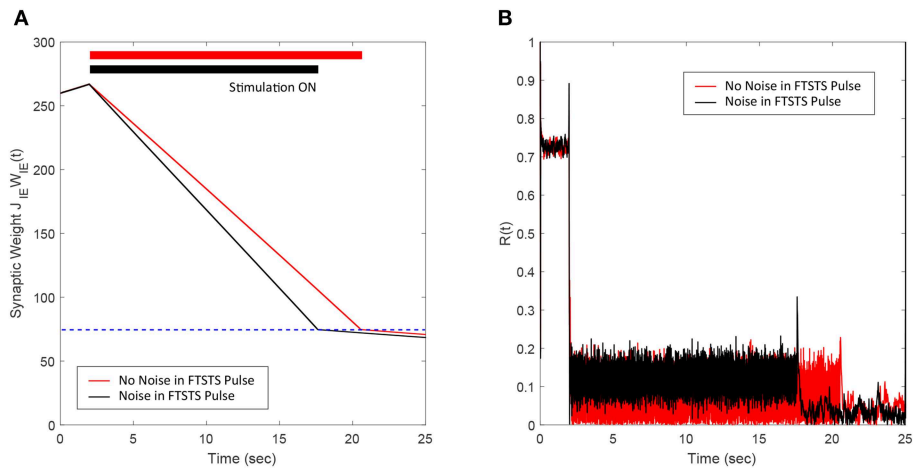 A
Synaptic Weight J_IE W_IE(t)
300
250
200
150
100
50
0
Stimulation ON
No Noise in FTSTS Pulse
Noise in FTSTS Pulse
0 5 10 15 20 25
Time (sec)
B
R(t)
1
0.9
0.8
0.7
0.6
0.5
0.4
0.3
0.2
0.1
0
No Noise in FTSTS Pulse
Noise in FTSTS Pulse
0 5 10 15 20 25
Time (sec)